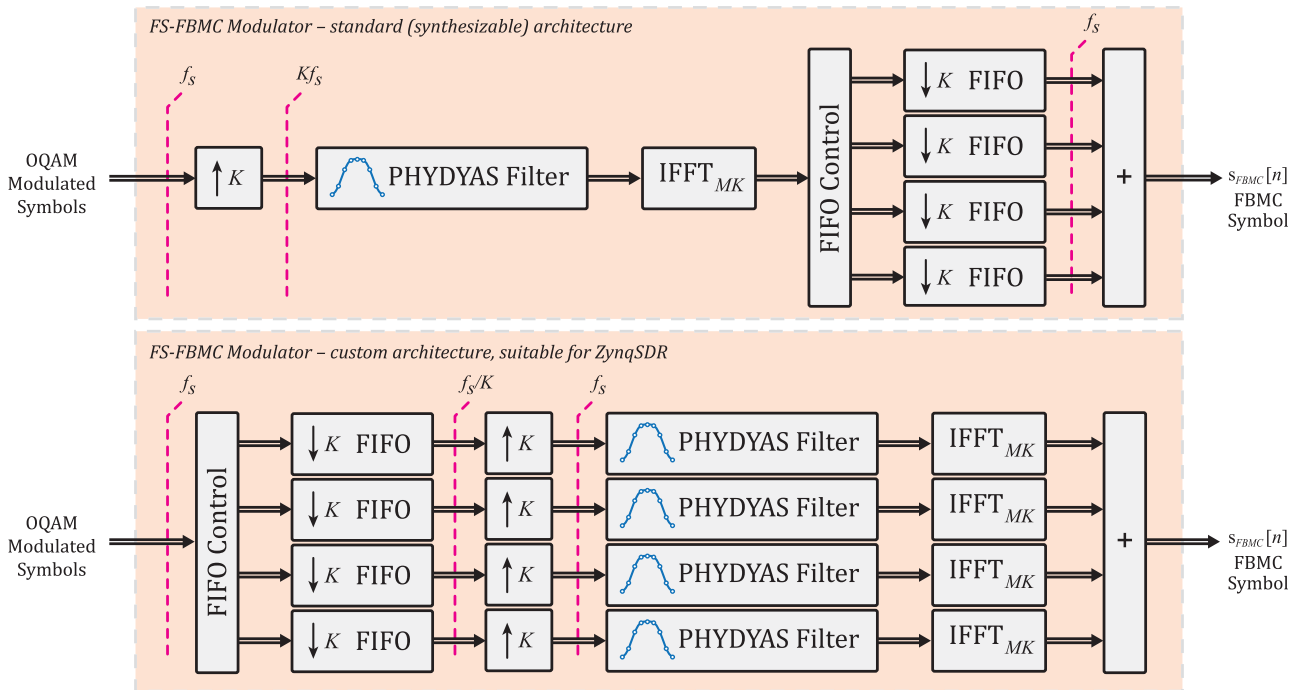 FS-FBMC Modulator – standard (synthesizable) architecture
f_s
Kf_s
f_s
OQAM
Modulated
Symbols
↑ K
PHYDYAS Filter
IFFT_MK
FIFO Control
↓ K FIFO
↓ K FIFO
↓ K FIFO
↓ K FIFO
+
s_FBMC[n]
FBMC
Symbol
FS-FBMC Modulator – custom architecture, suitable for ZynqSDR
f_s
f_s/K
f_s
OQAM
Modulated
Symbols
FIFO Control
↓ K FIFO
↑ K
PHYDYAS Filter
IFFT_MK
↓ K FIFO
↑ K
PHYDYAS Filter
IFFT_MK
↓ K FIFO
↑ K
PHYDYAS Filter
IFFT_MK
↓ K FIFO
↑ K
PHYDYAS Filter
IFFT_MK
+
s_FBMC[n]
FBMC
Symbol